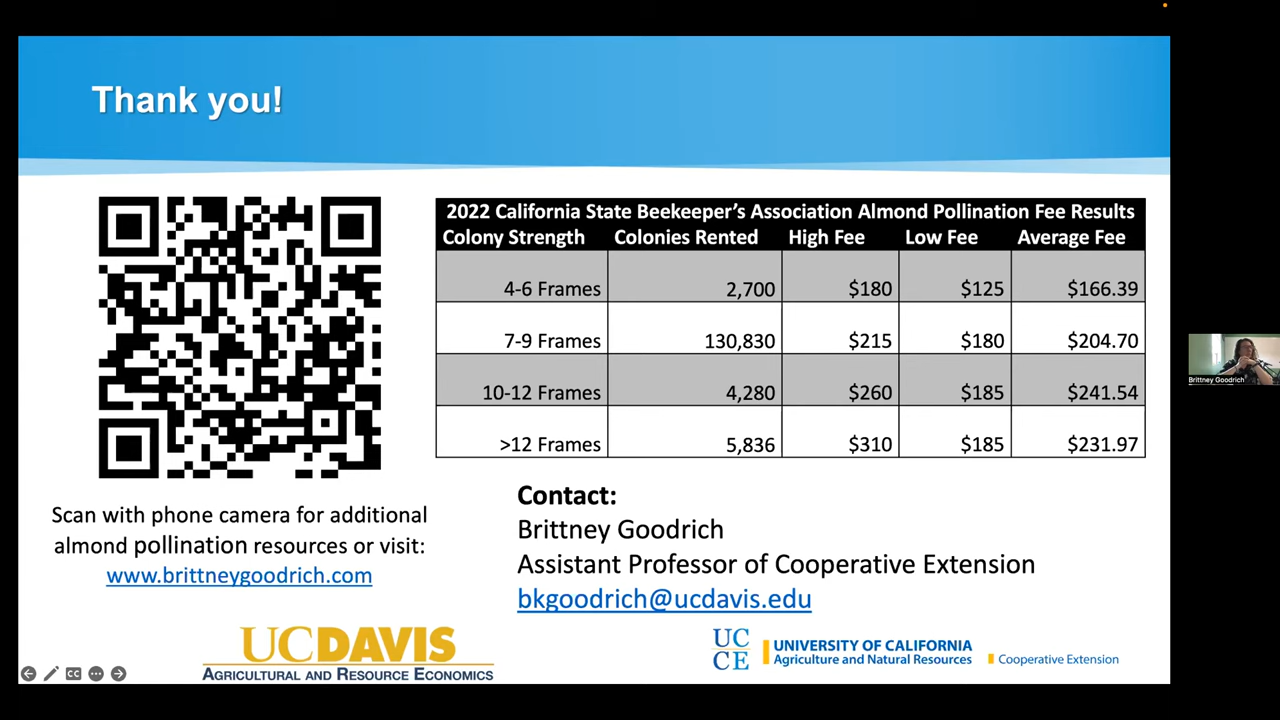 Thank you!
2022 California State Beekeeper's Association Almond Pollination Fee Results
Colony Strength Colonies Rented High Fee Low Fee Average Fee
4-6 Frames 2,700 $180 $125 $166.39
7-9 Frames 130,830 $215 $180 $204.70
10-12 Frames 4,280 $260 $185 $241.54
>12 Frames 5,836 $310 $185 $231.97
Scan with phone camera for additional
almond pollination resources or visit:
www.brittneygoodrich.com
Contact:
Brittney Goodrich
Assistant Professor of Cooperative Extension
bkgoodrich@ucdavis.edu
UCDAVIS
AGRICULTURAL AND RESOURCE ECONOMICS
UC
CE
UNIVERSITY OF CALIFORNIA
Agriculture and Natural Resources
Cooperative Extension
CC
Brittney Goodrich